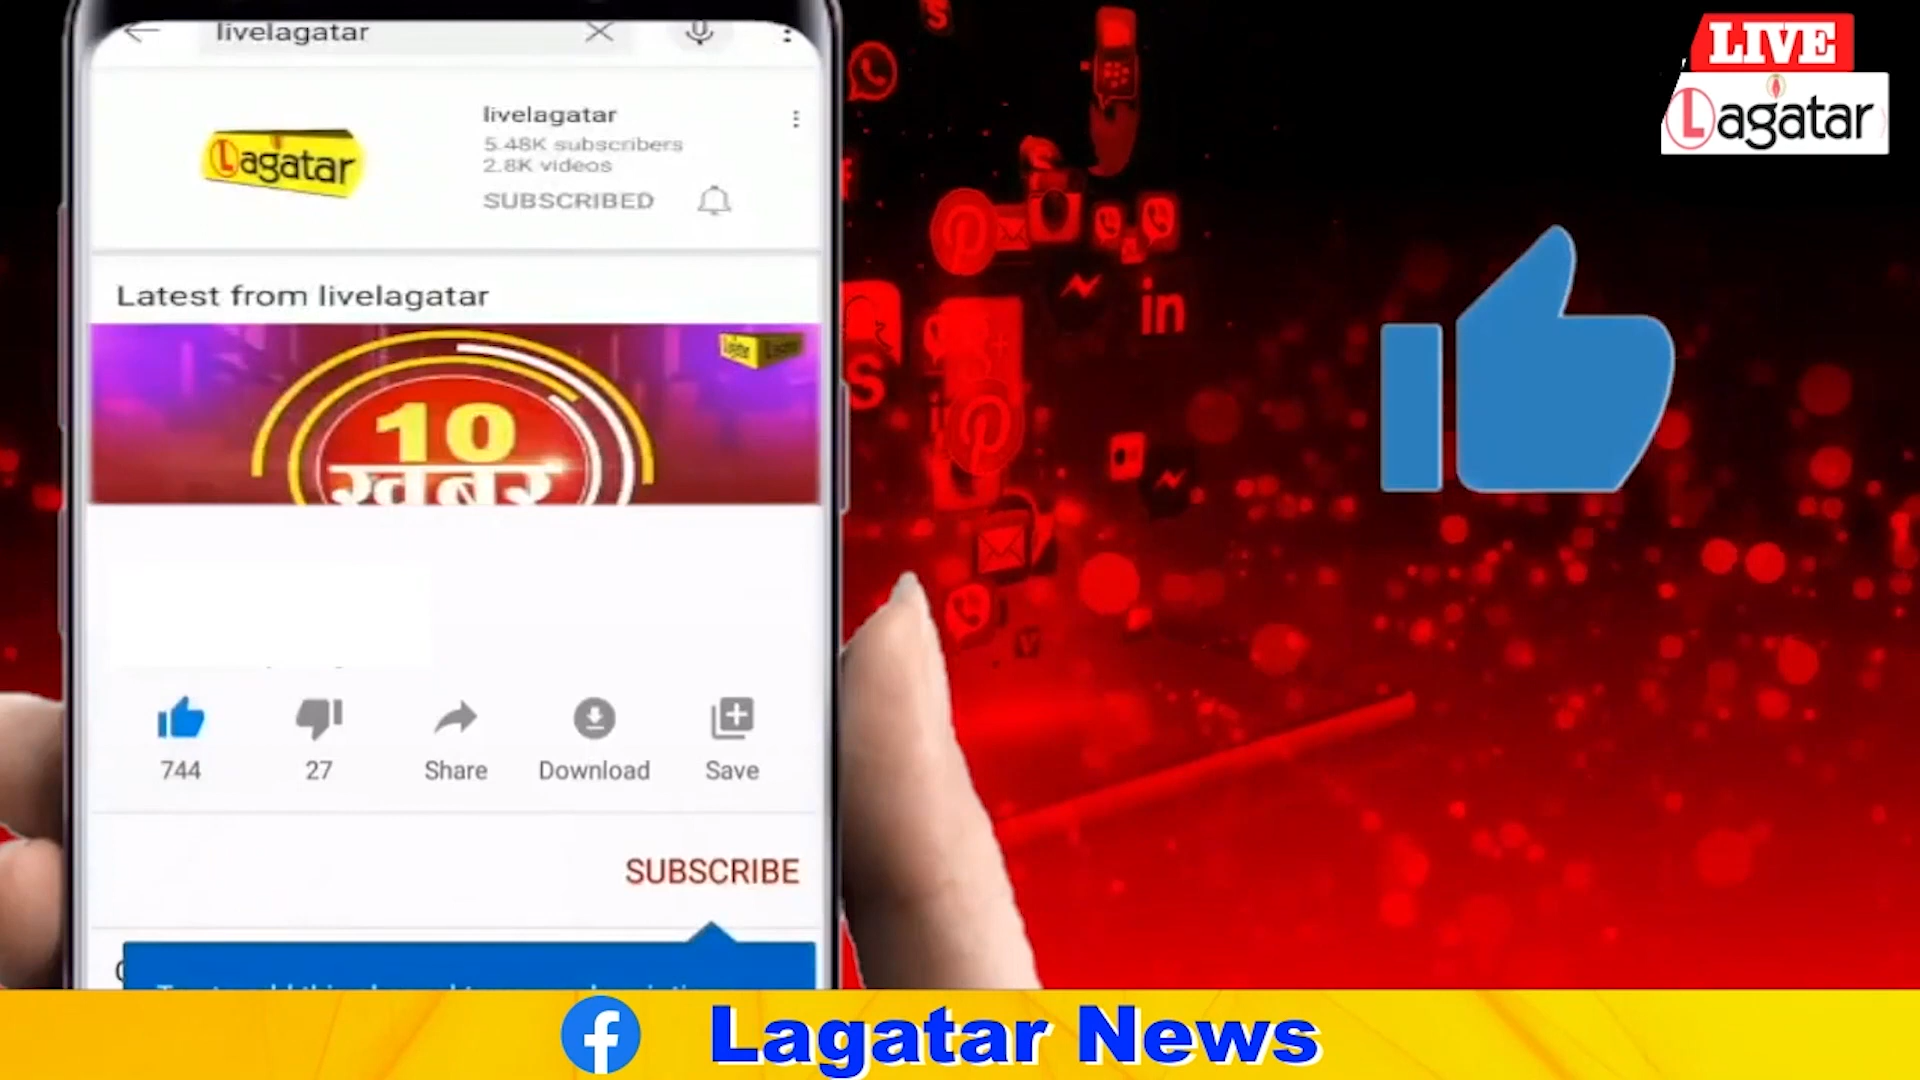 livelagatar
LIVE
Lagatar
livelagatar
5.48K subscribers
2.8K videos
SUBSCRIBED
Lagatar
Latest from livelagatar
10
खबर
in
744
27
Share
Download
Save
SUBSCRIBE
Lagatar News